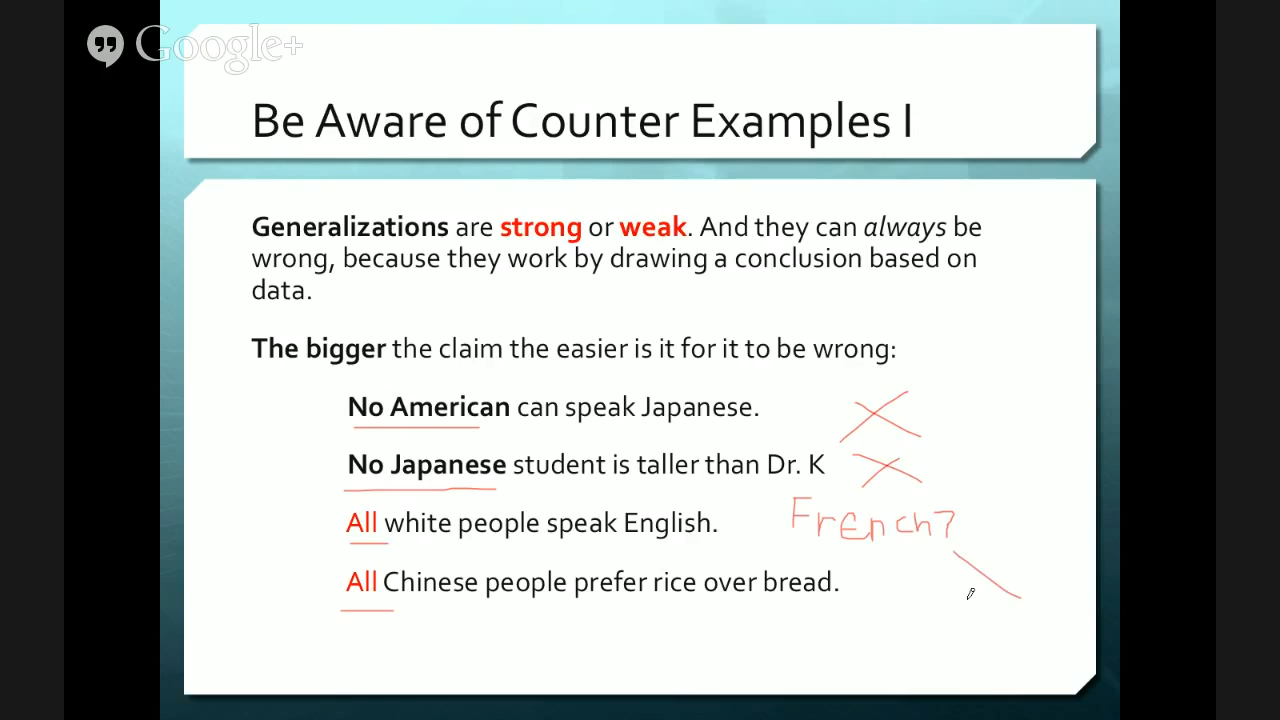 Google+
Be Aware of Counter Examples I
Generalizations are strong or weak. And they can always be
wrong, because they work by drawing a conclusion based on
data.
The bigger the claim the easier is it for it to be wrong:
No American can speak Japanese.
No Japanese student is taller than Dr. K
All white people speak English.
French?
All Chinese people prefer rice over bread.